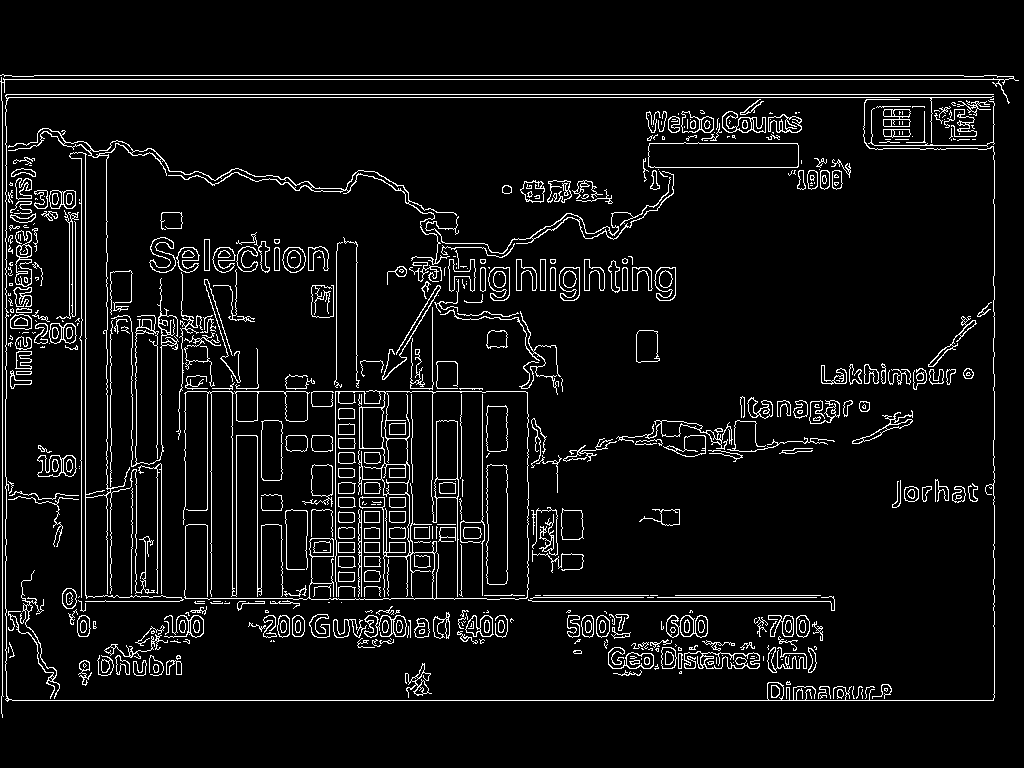 Weibo Counts
1
1000
Time Distance (hrs)
300
200
100
0
Selection
Highlighting
Lakhimpur
Itanagar
Jorhat
0
100
200
300
400
500
600
700
Geo Distance (km)
Dhubri
Dimapur